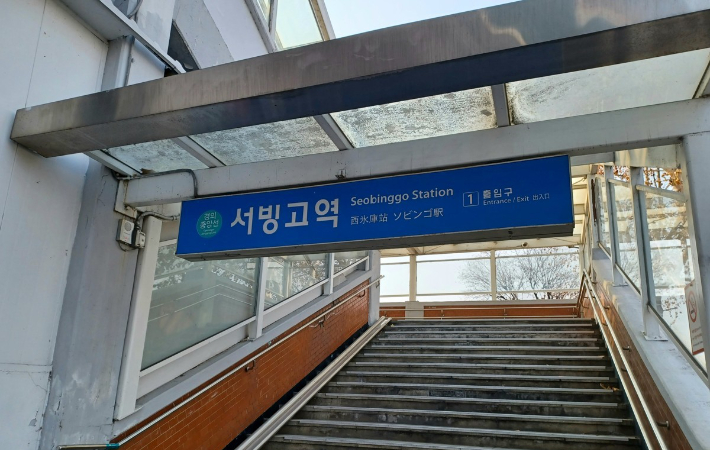 경의
중앙선
서빙고역
Seobinggo Station
西氷庫站 ソビンゴ駅
1 출입구
Entrance / Exit 出入口